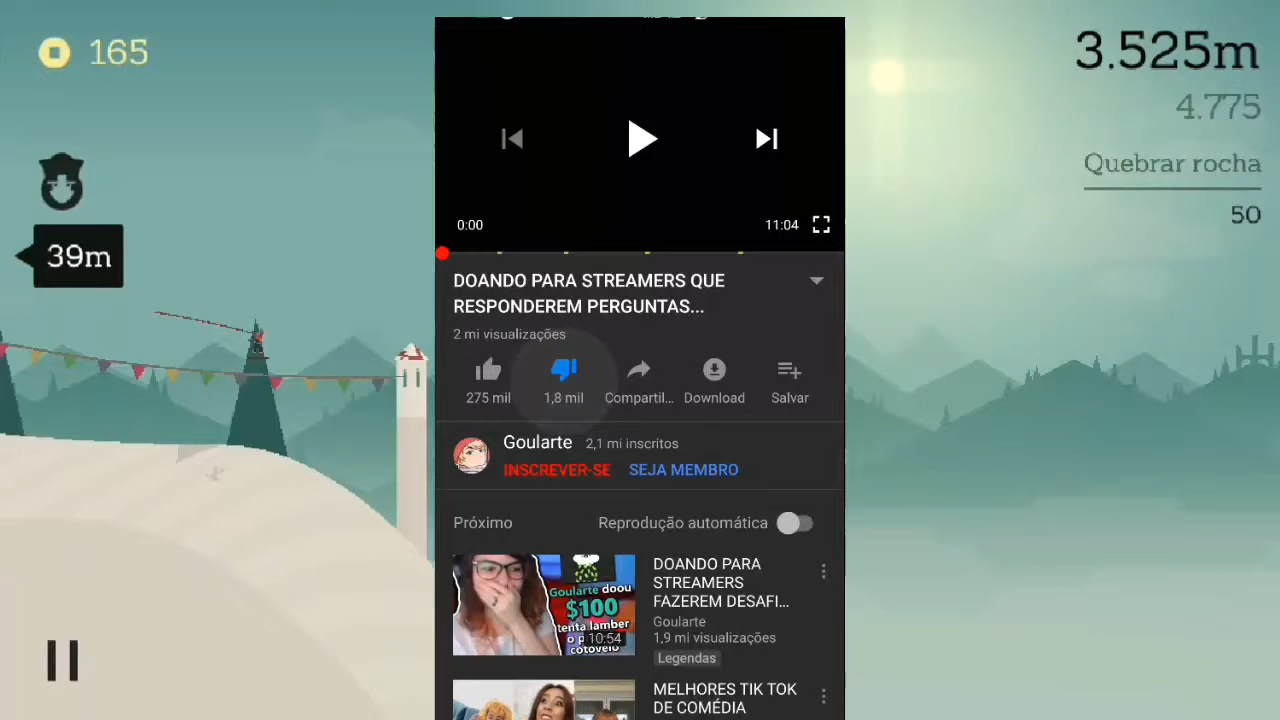 165
39m
3.525m
4.775
Quebrar rocha
50
0:00
11:04
DOANDO PARA STREAMERS QUE
RESPONDEREM PERGUNTAS...
2 mi visualizações
275 mil
1,8 mil
Compartil...
Download
Salvar
Goularte 2,1 mi inscritos
INSCREVER-SE SEJA MEMBRO
Próximo
Reprodução automática
Goularte doou
$100
tenta lamber
o p
cotovelo
10:54
DOANDO PARA
STREAMERS
FAZEREM DESAFI...
Goularte
1,9 mi visualizações
Legendas
MELHORES TIK TOK
DE COMÉDIA